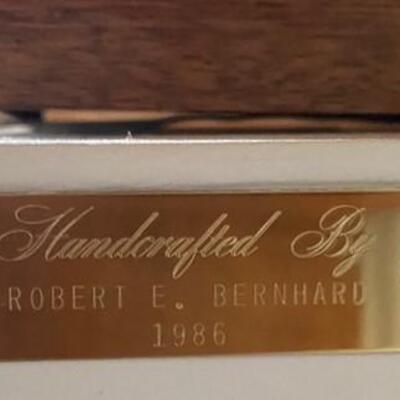 Handcrafted By
ROBERT E. BERNHARD
1986